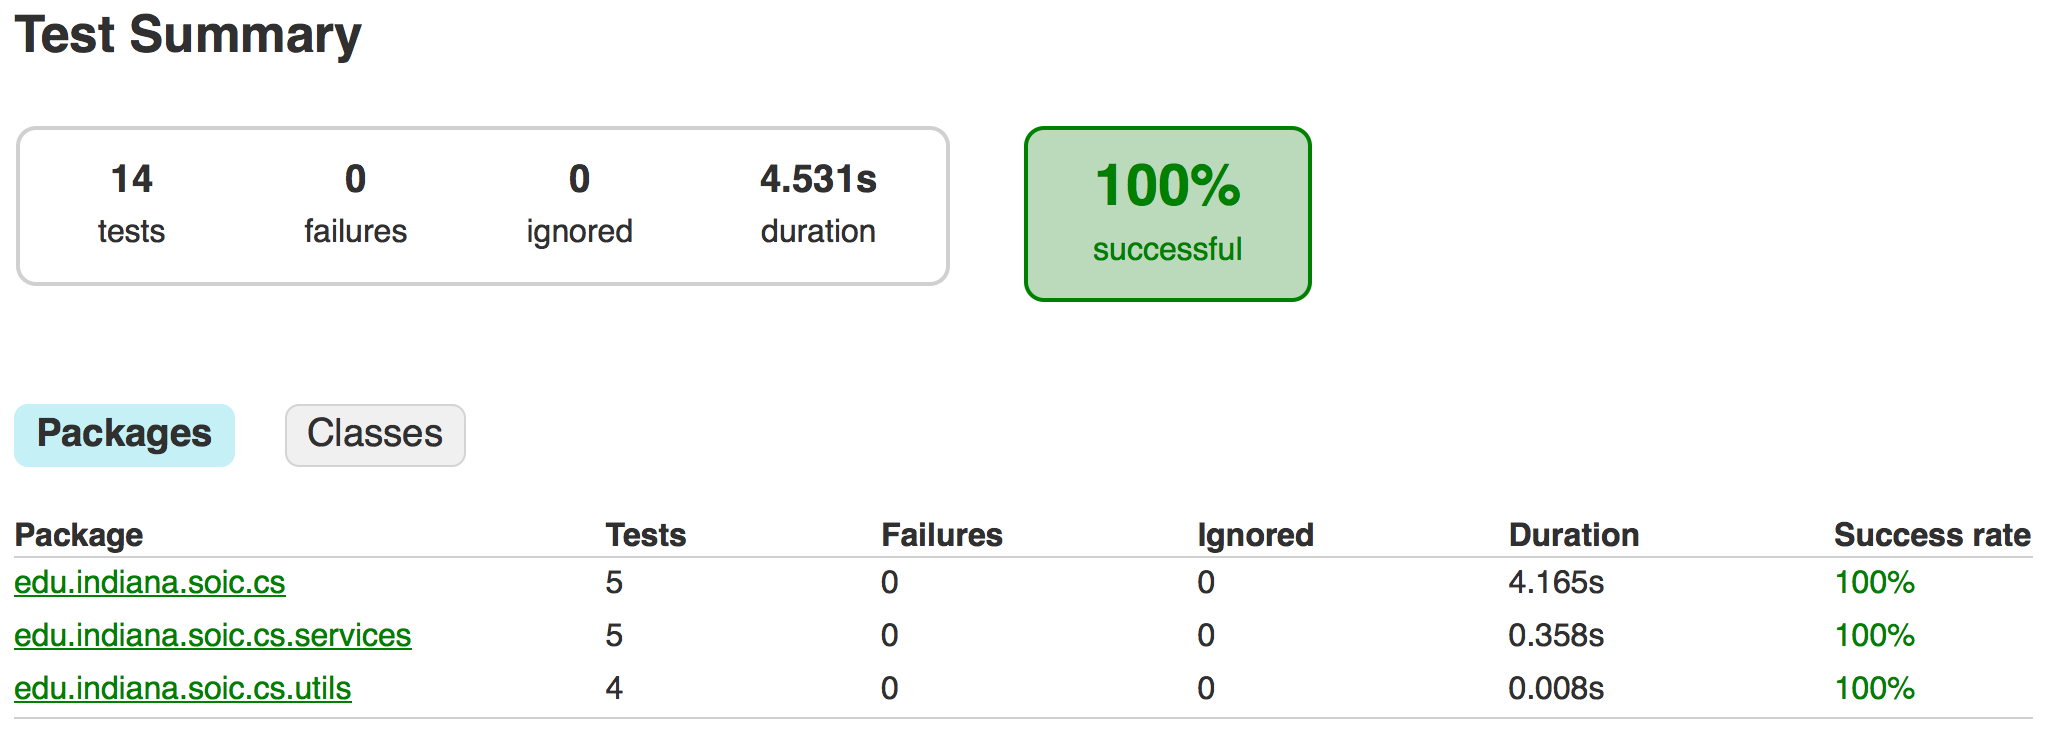 Test Summary
14 0 0 4.531s
tests failures ignored duration
100%
successful
Packages Classes
Package Tests Failures Ignored Duration Success rate
edu.indiana.soic.cs 5 0 0 4.165s 100%
edu.indiana.soic.cs.services 5 0 0 0.358s 100%
edu.indiana.soic.cs.utils 4 0 0 0.008s 100%